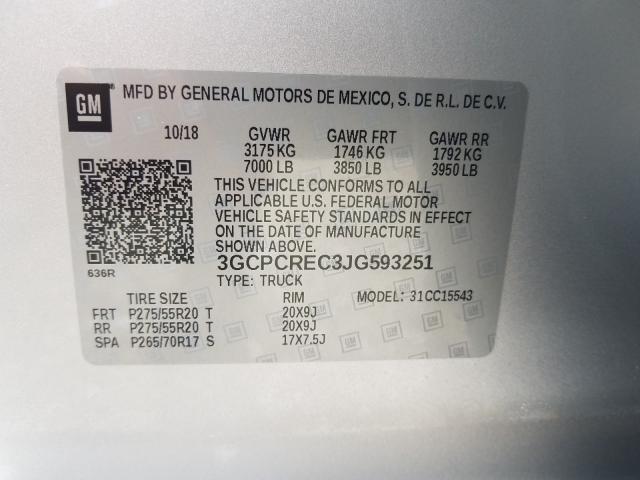 GM
MFD BY GENERAL MOTORS DE MEXICO, S. DE R.L. DE C.V.
10/18 GVWR GAWR FRT GAWR RR
3175 KG 1746 KG 1792 KG
7000 LB 3850 LB 3950 LB
THIS VEHICLE CONFORMS TO ALL
APPLICABLE U.S. FEDERAL MOTOR
VEHICLE SAFETY STANDARDS IN EFFECT
ON THE DATE OF MANUFACTURE
SHOWN ABOVE.
3GCPCREC3JG593251
636R
TYPE: TRUCK
TIRE SIZE RIM MODEL: 31CC15543
FRT P275/55R20 T 20X9J
RR P275/55R20 T 20X9J
SPA P265/70R17 S 17X7.5J